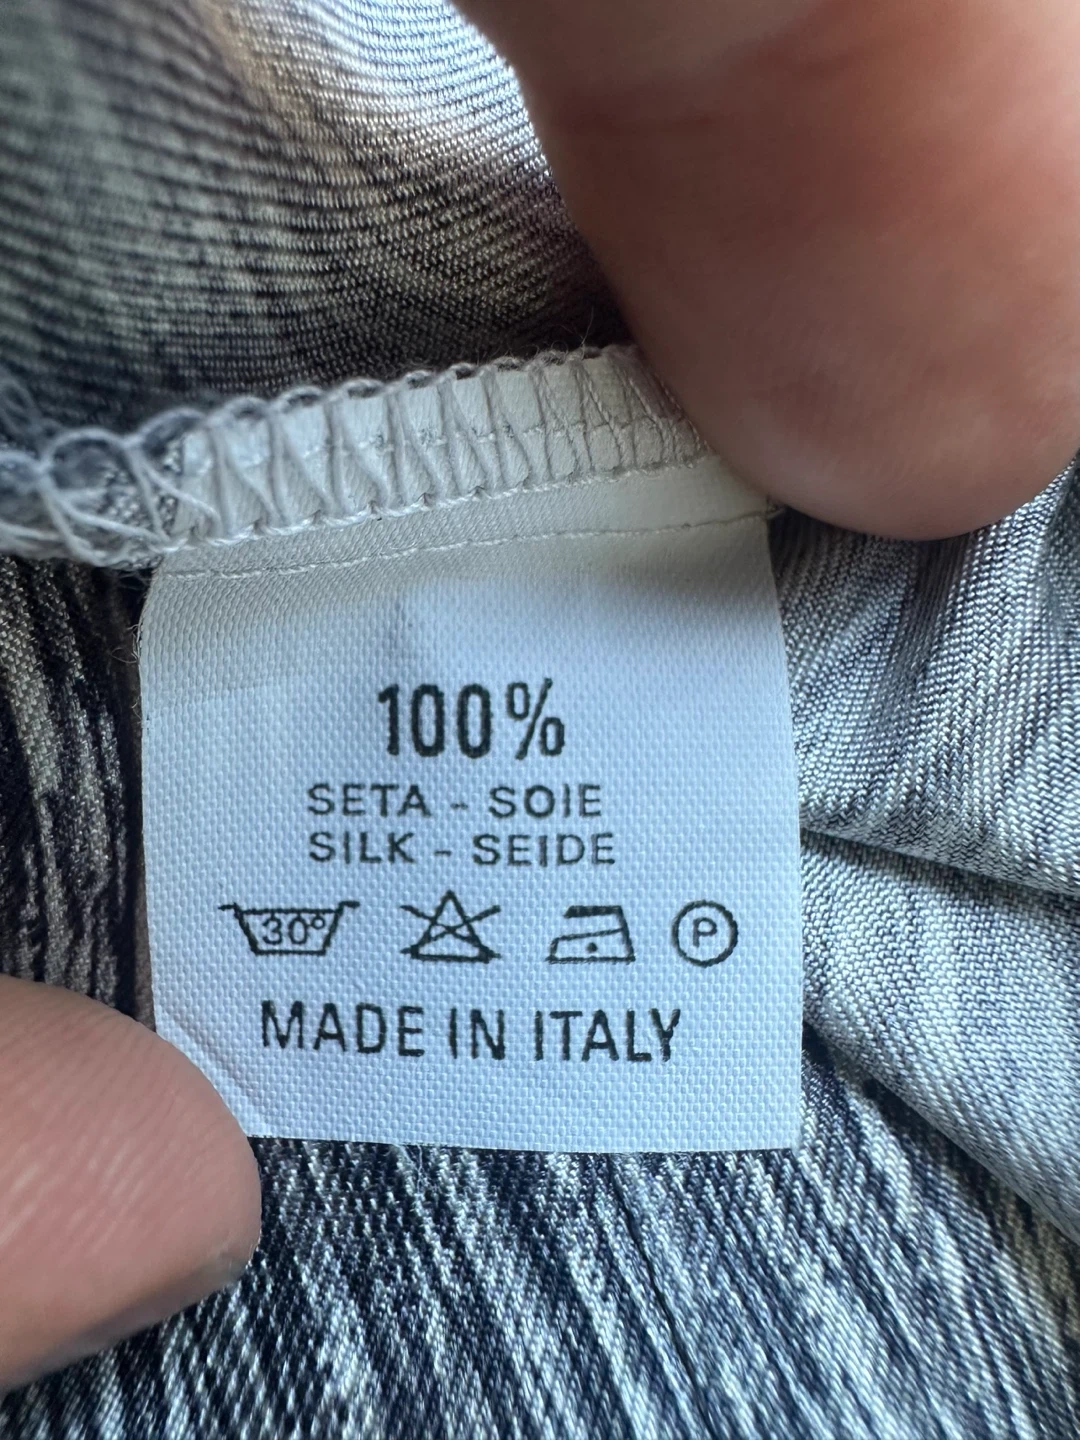 100%
SETA - SOIE
SILK - SEIDE
30° P
MADE IN ITALY